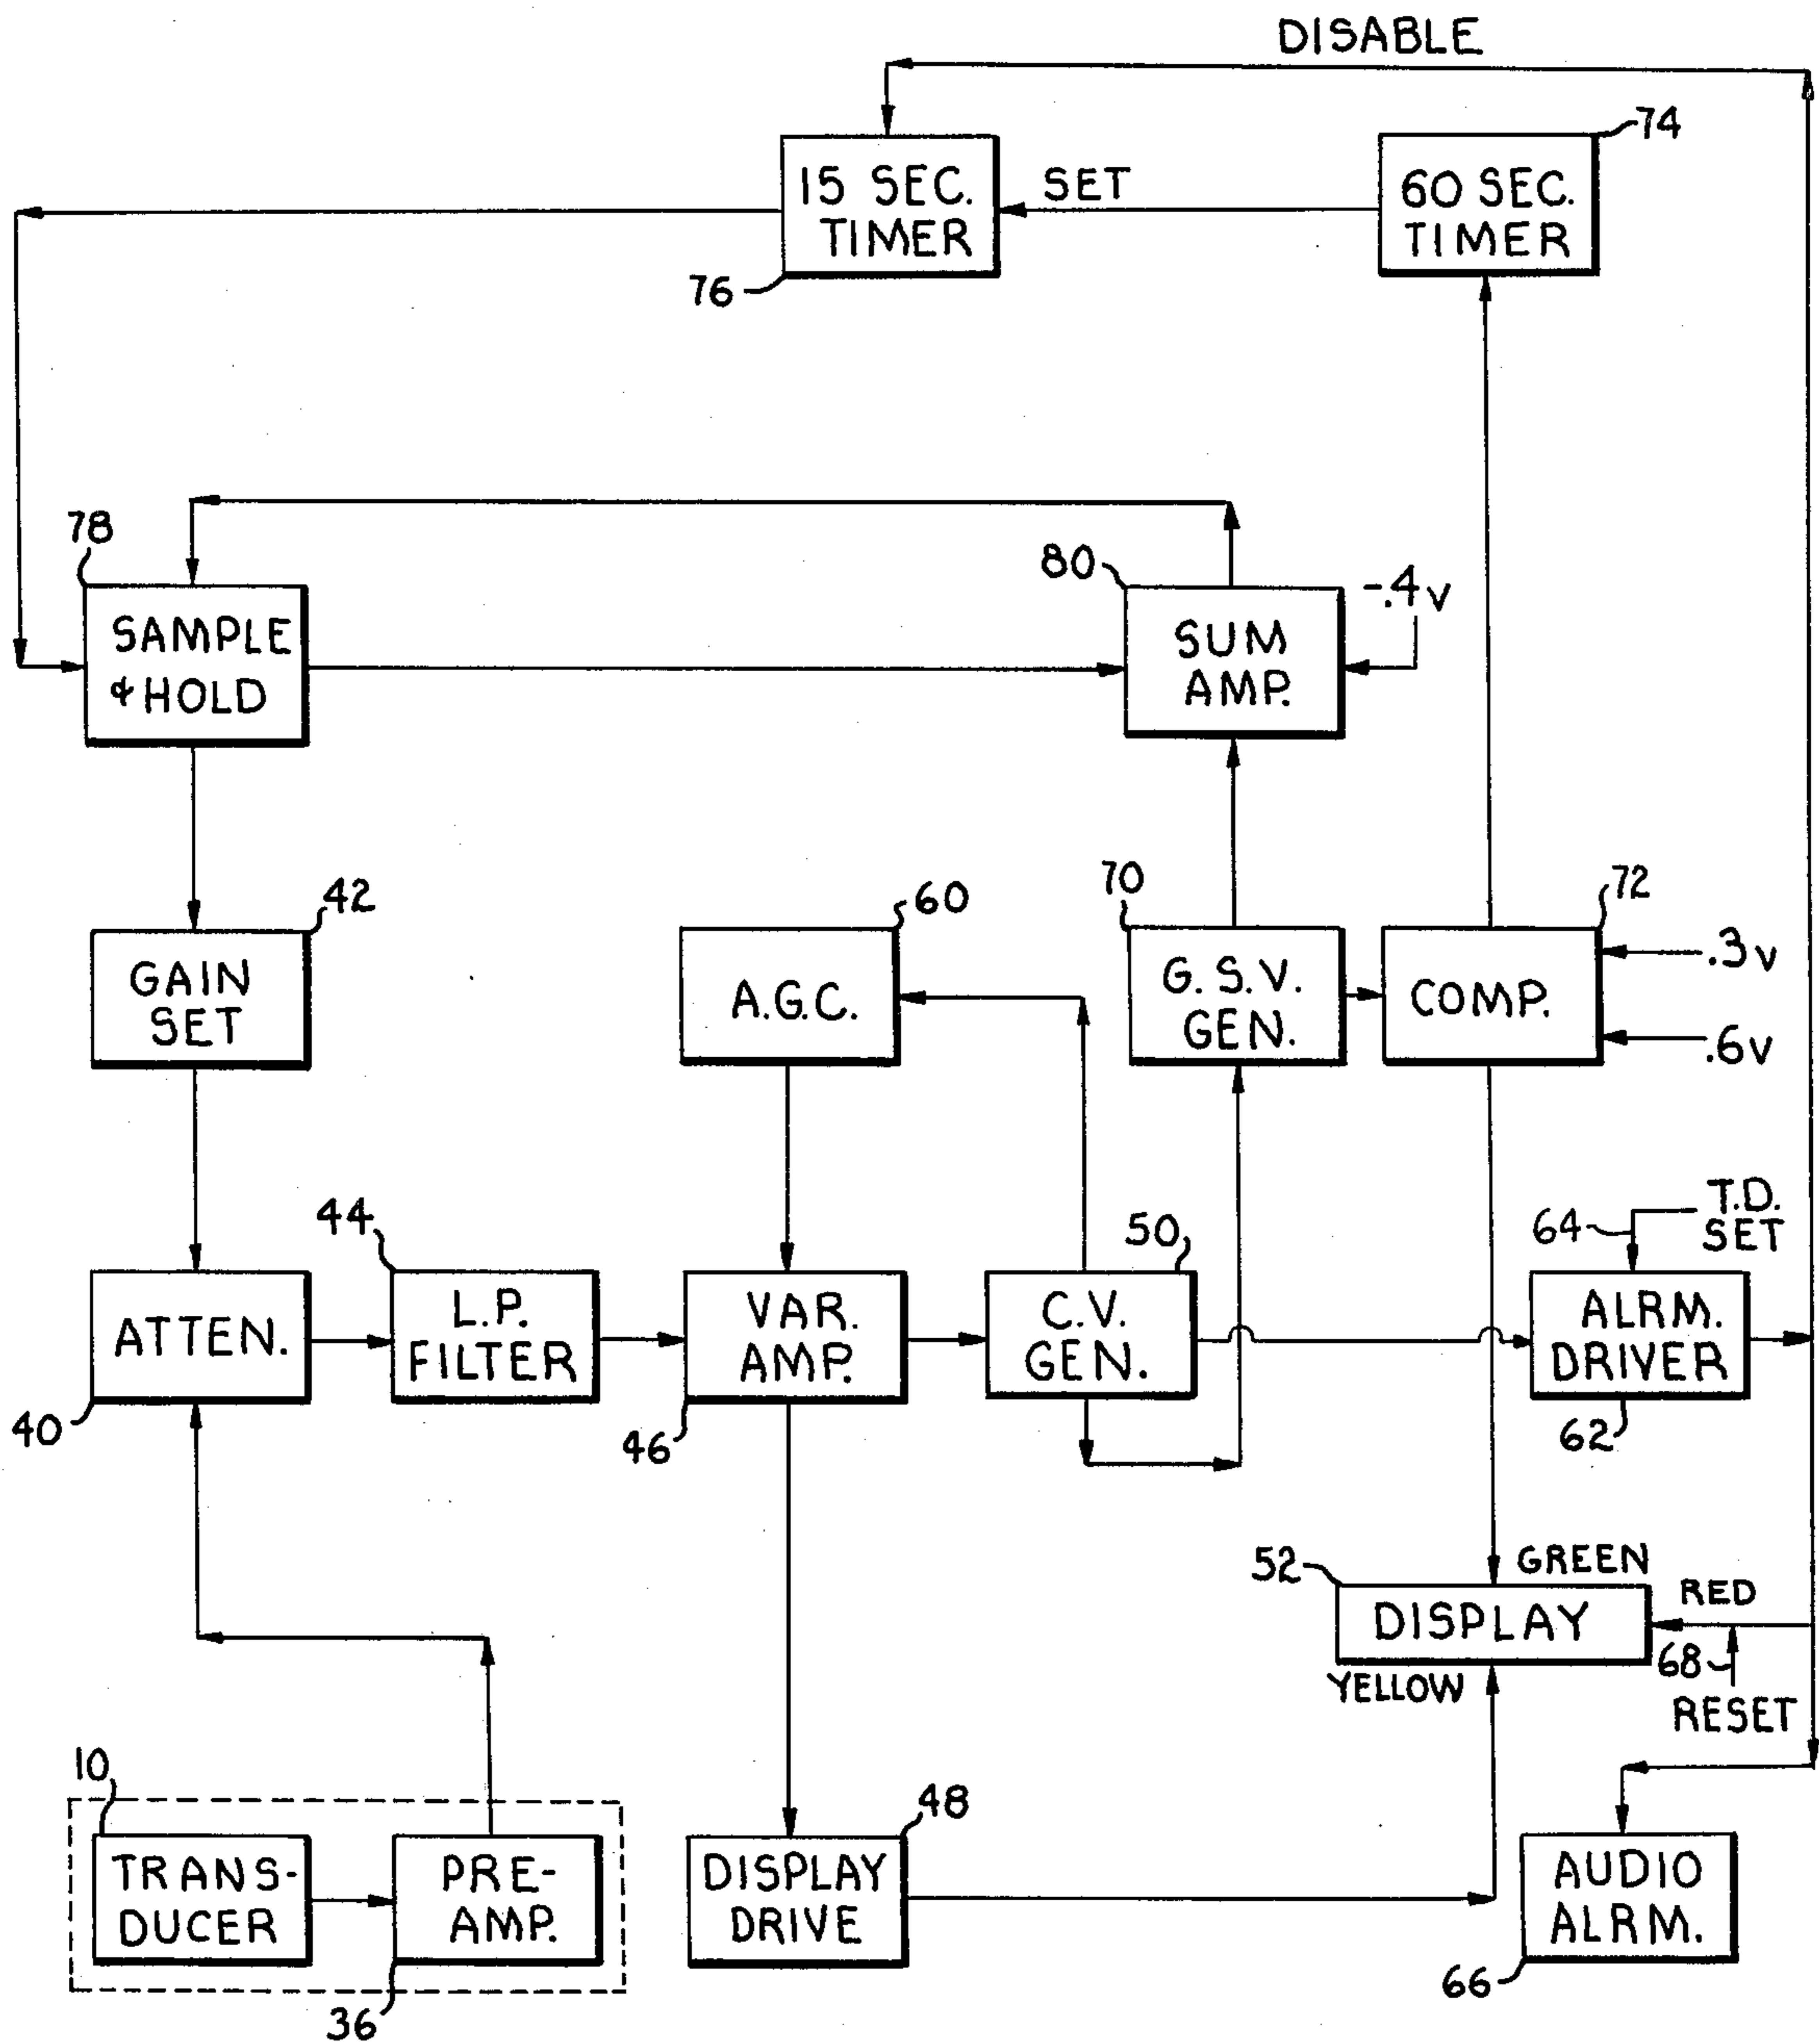 DISABLE
74
15 SEC.
TIMER
SET
60 SEC.
TIMER
76
78
80
-.4v
SAMPLE
& HOLD
SUM
AMP.
42
60
70
72
GAIN
SET
A.G.C.
G. S. V.
GEN.
COMP.
.3v
.6v
44
50
64
T.D.
SET
ATTEN.
L.P.
FILTER
VAR.
AMP.
C.V.
GEN.
ALRM.
DRIVER
40
46
62
52
GREEN
RED
DISPLAY
YELLOW
68
RESET
10
48
TRANS-
DUCER
PRE-
AMP.
DISPLAY
DRIVE
AUDIO
ALRM.
36
66